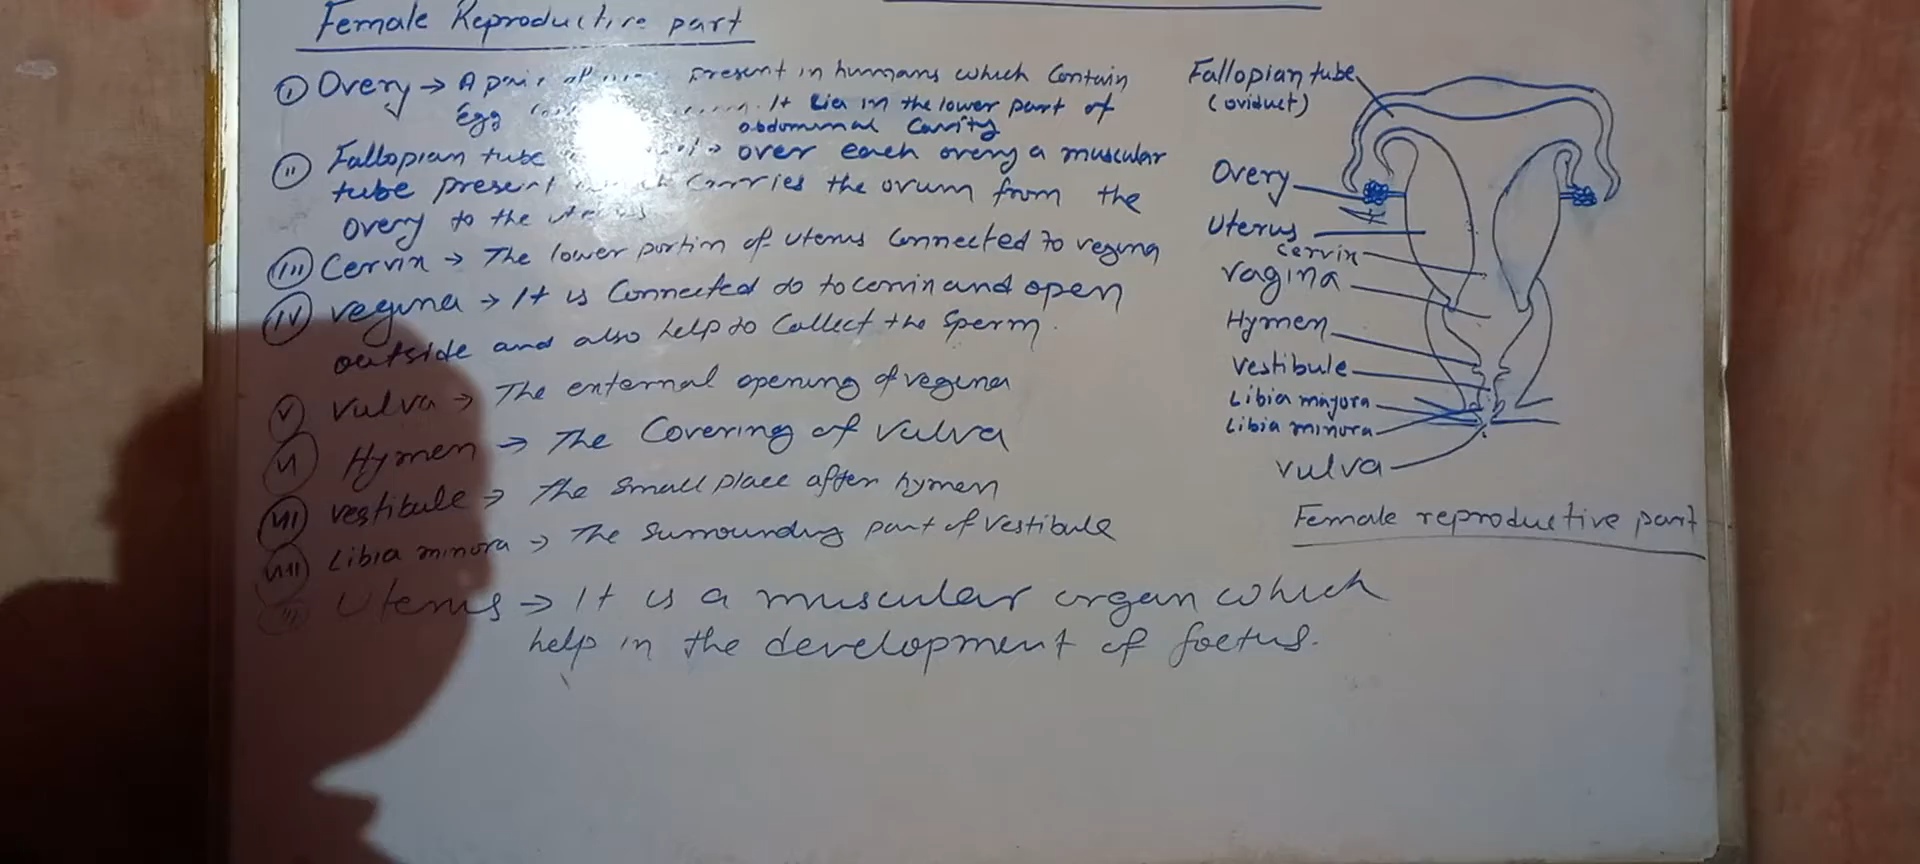 Female Reproductive part
(i) Overy → A pair present in humans which contain
Egg It Lia in the lower part of
abdominal cavity
(ii) Fallopian tube → over each overy a muscular
tube present carries the ovum from the
overy to the uterus
(iii) Cervix → The lower portion of uterus connected to vegina
(iv) vegina → It is connected do to cervix and open
outside and also help to collect the sperm.
(v) Vulva → The external opening of vegina
(vi) Hymen → The covering of vulva
(vii) vestibule → The small place after hymen
(viii) Libia minora → The surrounding part of vestibule
Uterus → It is a muscular organ which
help in the development of foetus.
Fallopian tube
(oviduct)
Overy
Uterus
cervix
vagina
Hymen
vestibule
Libia majora
Libia minora
vulva
Female reproductive part